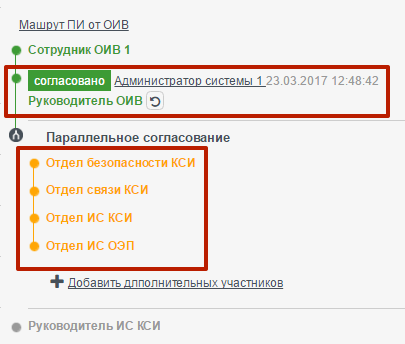 Машрут ПИ от ОИВ
Сотрудник ОИВ 1
согласовано Администратор системы 1 23.03.2017 12:48:42
Руководитель ОИВ
Параллельное согласование
Отдел безопасности КСИ
Отдел связи КСИ
Отдел ИС КСИ
Отдел ИС ОЭП
Добавить длполнительных участников
Руководитель ИС КСИ